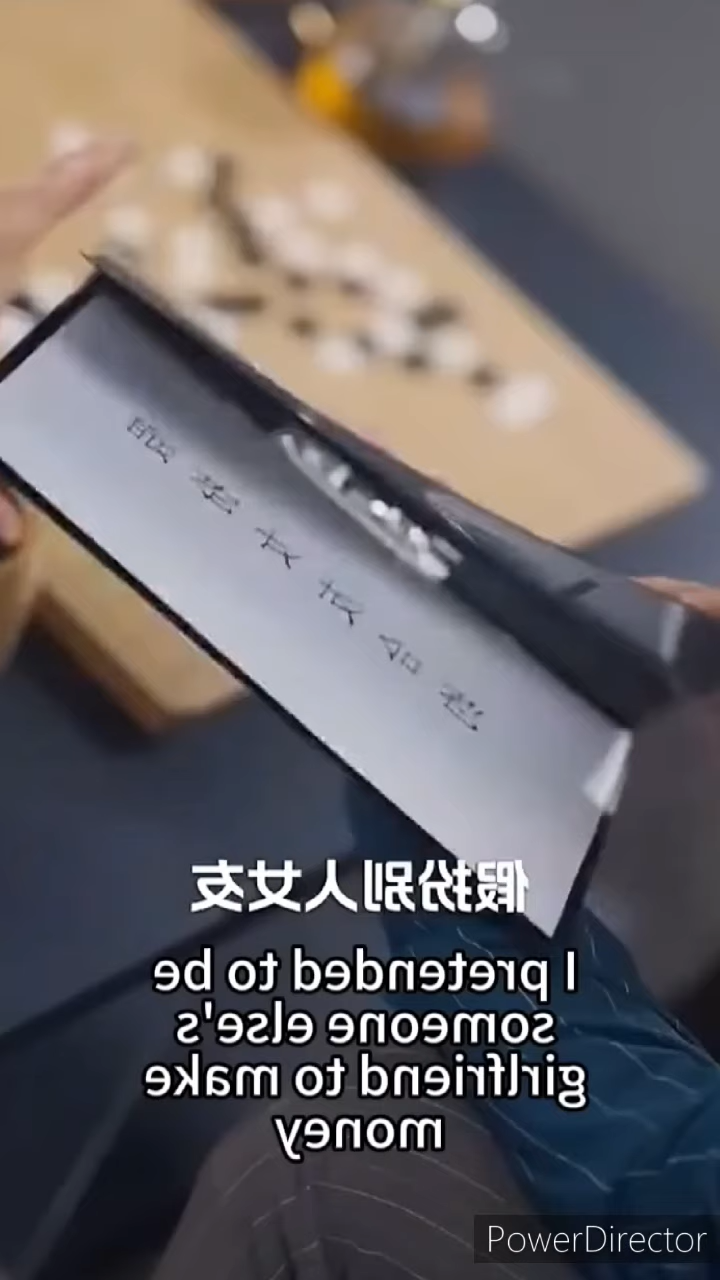 假扮别人女友
I pretended to be
someone else's
girlfriend to make
money
PowerDirector